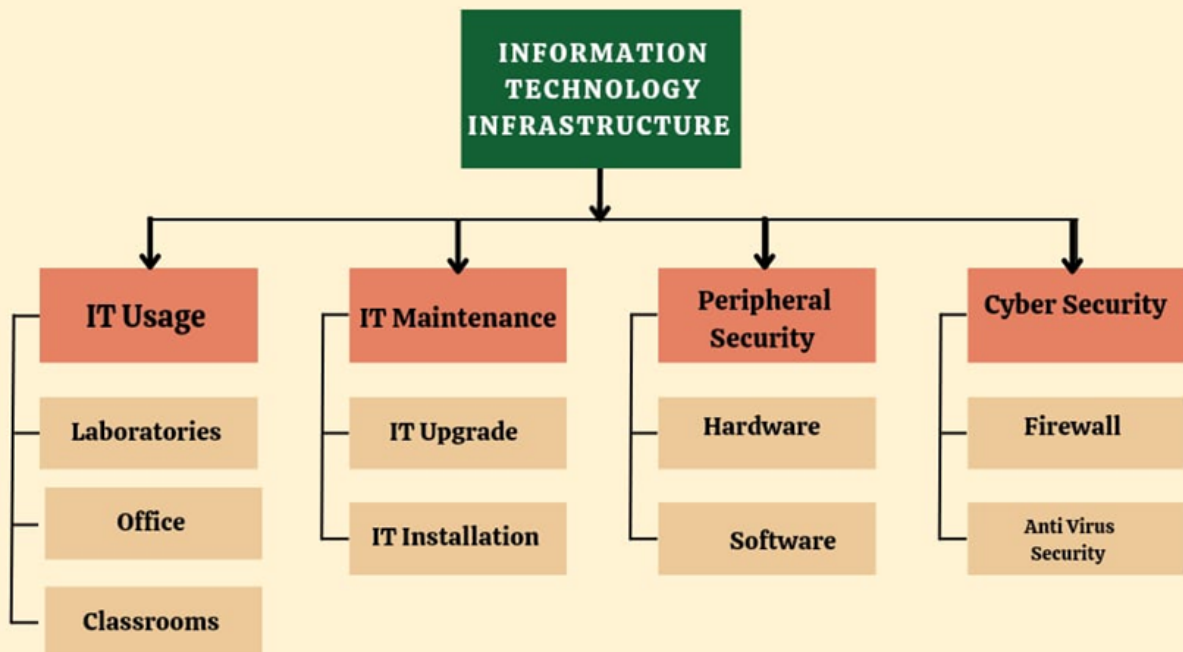 INFORMATION
TECHNOLOGY
INFRASTRUCTURE
IT Usage
Laboratories
Office
Classrooms
IT Maintenance
IT Upgrade
IT Installation
Peripheral
Security
Hardware
Software
Cyber Security
Firewall
Anti Virus
Security